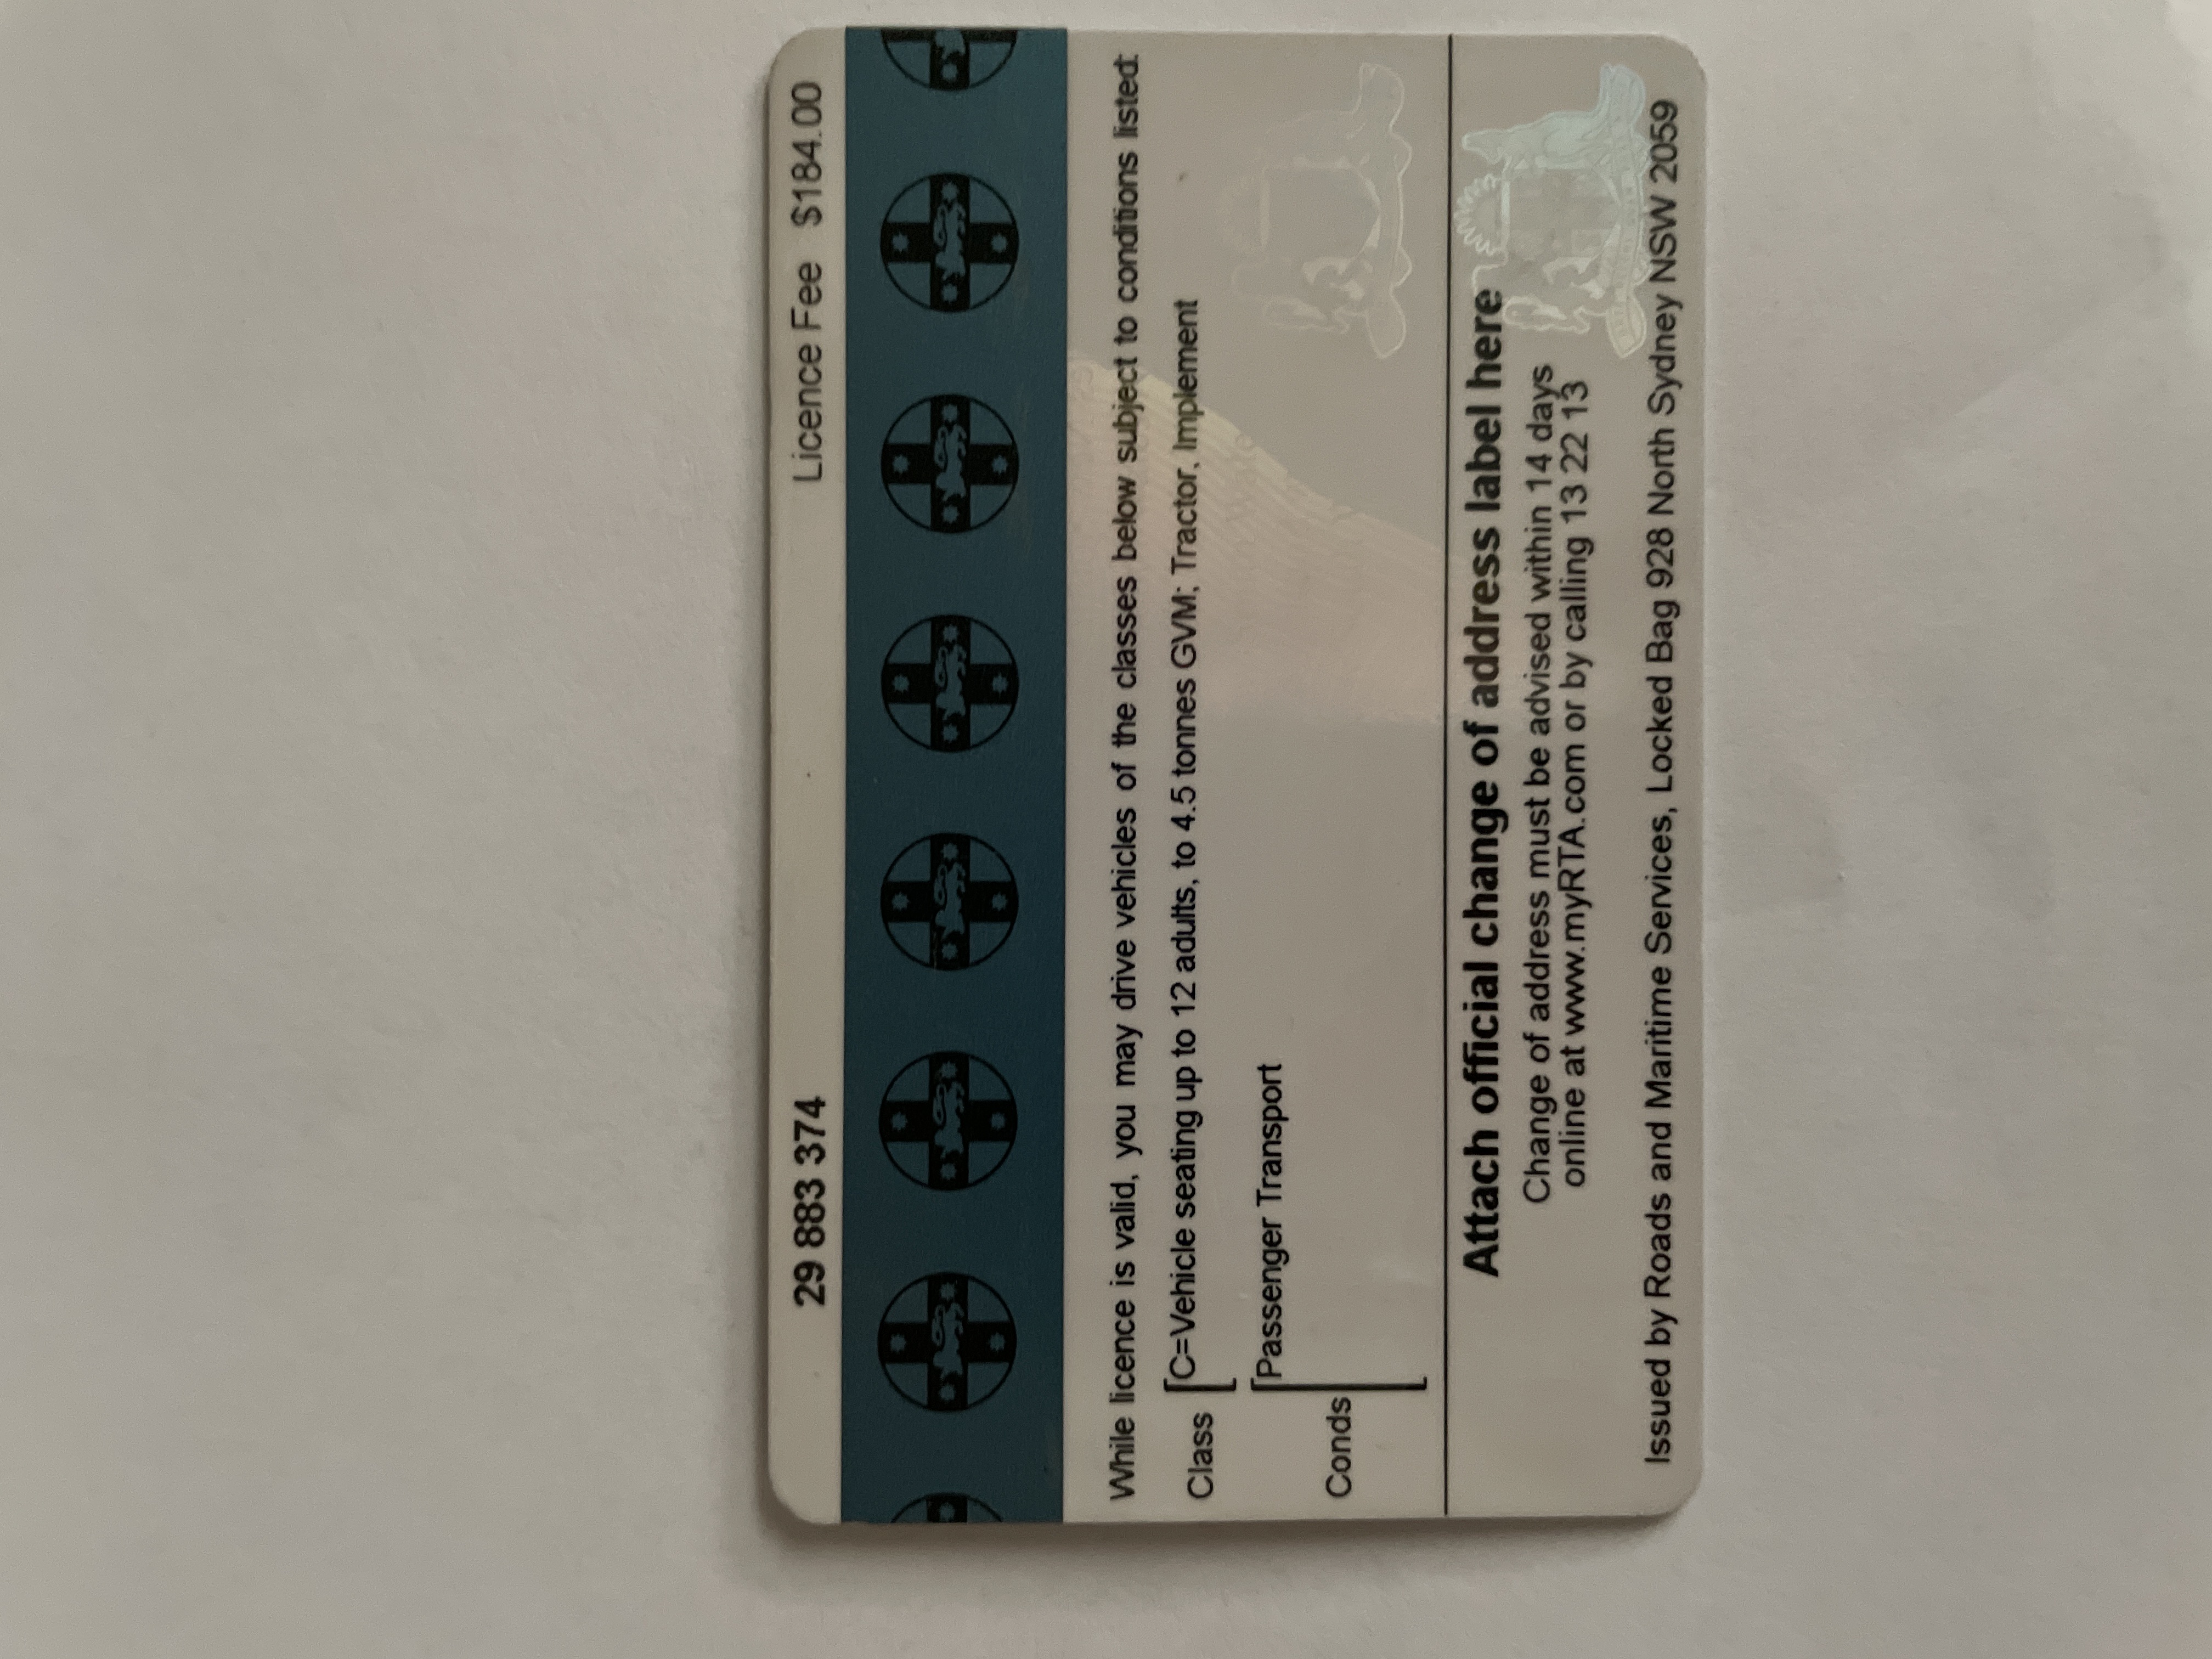 29 883 374 Licence Fee $184.00
While licence is valid, you may drive vehicles of the classes below subject to conditions listed:
Class C=Vehicle seating up to 12 adults, to 4.5 tonnes GVM; Tractor, Implement
Passenger Transport
Conds
Attach official change of address label here
Change of address must be advised within 14 days
online at www.myRTA.com or by calling 13 22 13
Issued by Roads and Maritime Services, Locked Bag 928 North Sydney NSW 2059